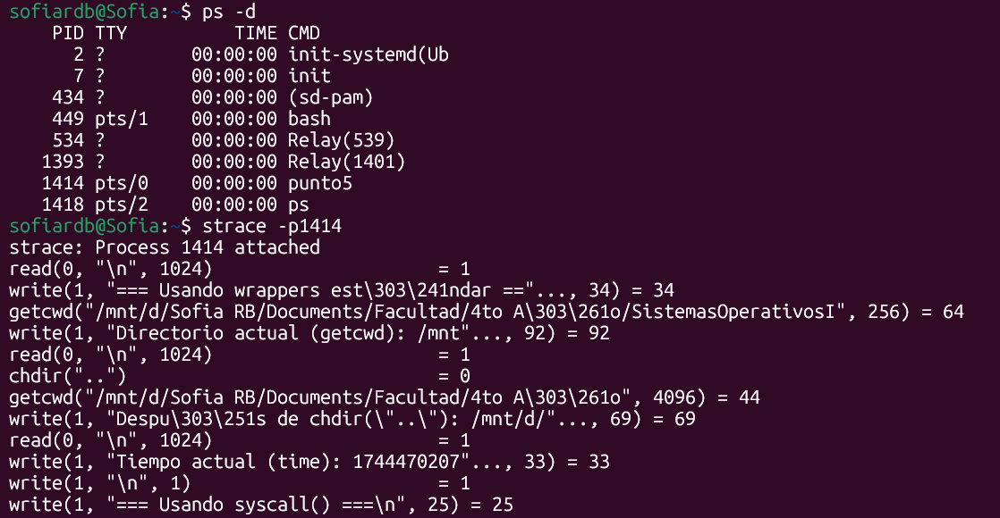 sofiardb@Sofia:~$ ps -d
    PID TTY          TIME CMD
      2 ?        00:00:00 init-systemd(Ub
      7 ?        00:00:00 init
    434 ?        00:00:00 (sd-pam)
    449 pts/1    00:00:00 bash
    534 ?        00:00:00 Relay(539)
   1393 ?        00:00:00 Relay(1401)
   1414 pts/0    00:00:00 punto5
   1418 pts/2    00:00:00 ps
sofiardb@Sofia:~$ strace -p1414
strace: Process 1414 attached
read(0, "\n", 1024)                     = 1
write(1, "=== Usando wrappers est\303\241ndar =="..., 34) = 34
getcwd("/mnt/d/Sofia RB/Documents/Facultad/4to A\303\261o/SistemasOperativosI", 256) = 64
write(1, "Directorio actual (getcwd): /mnt"..., 92) = 92
read(0, "\n", 1024)                     = 1
chdir("..")                             = 0
getcwd("/mnt/d/Sofia RB/Documents/Facultad/4to A\303\261o", 4096) = 44
write(1, "Despu\303\251s de chdir(\"..\"): /mnt/d/"..., 69) = 69
read(0, "\n", 1024)                     = 1
write(1, "Tiempo actual (time): 1744470207"..., 33) = 33
write(1, "\n", 1)                       = 1
write(1, "=== Usando syscall() ===\n", 25) = 25